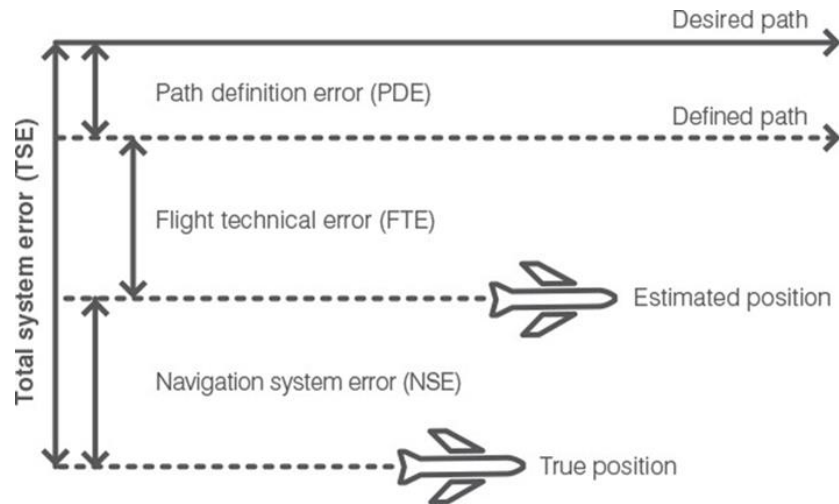 Desired path
Path definition error (PDE)
Defined path
Total system error (TSE)
Flight technical error (FTE)
Estimated position
Navigation system error (NSE)
True position